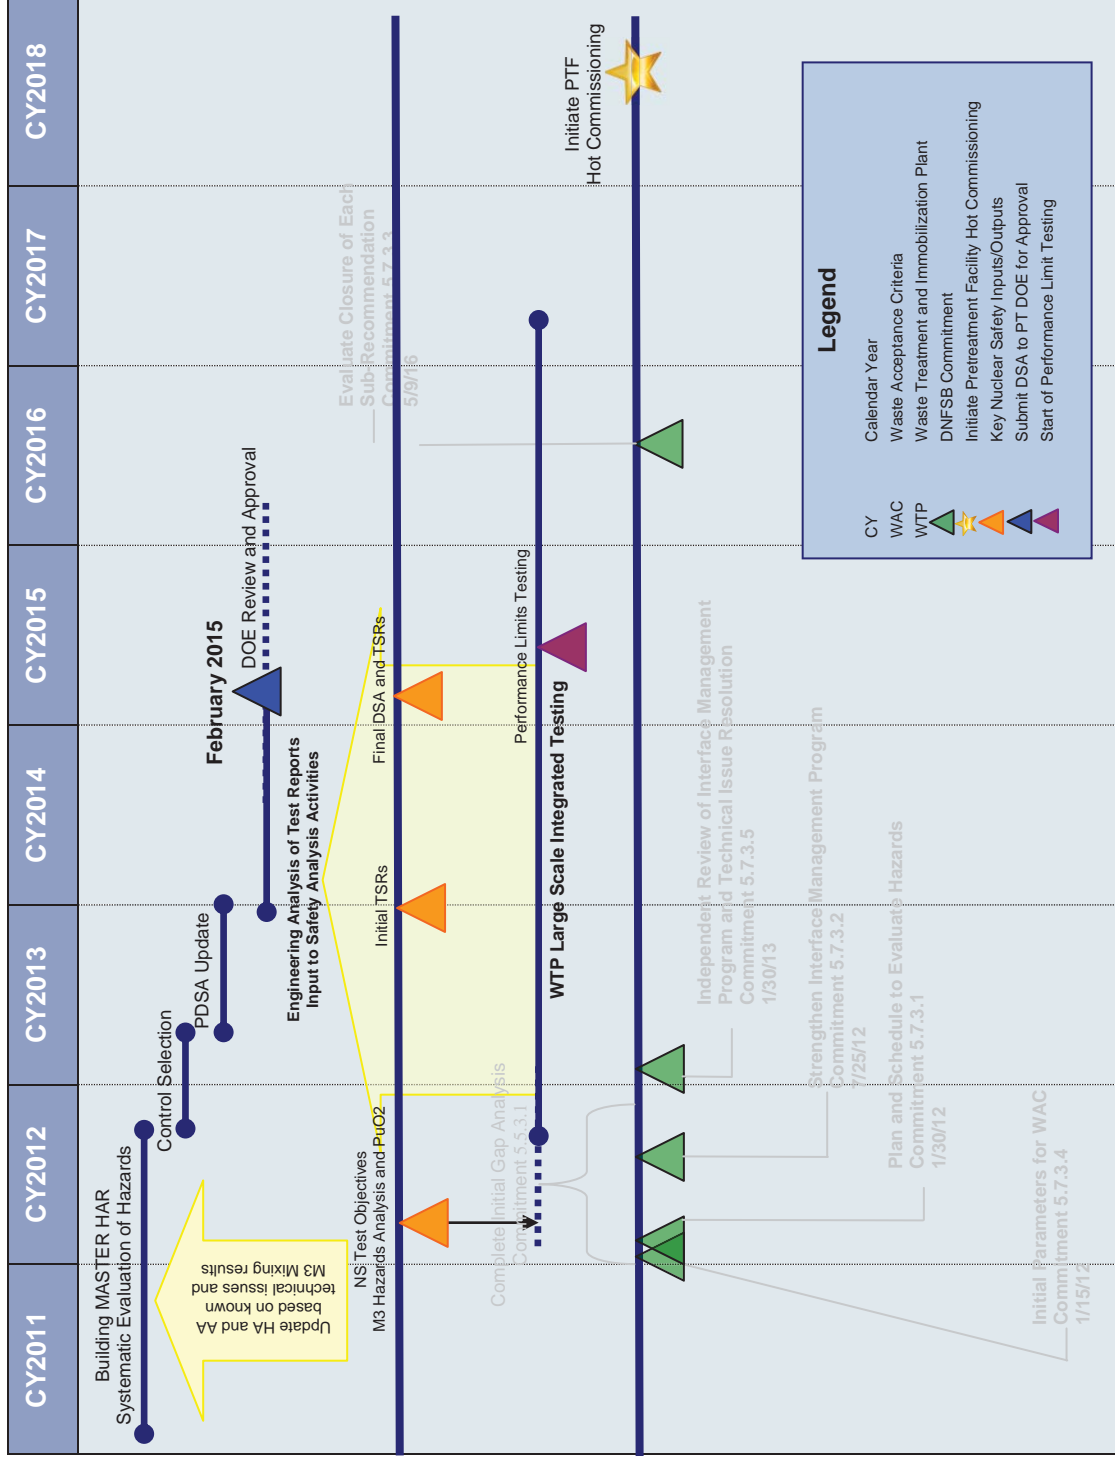 CY2011
CY2012
CY2013
CY2014
CY2015
CY2016
CY2017
CY2018
Building MASTER HAR
Systematic Evaluation of Hazards
Control Selection
PDSA Update
February 2015
DOE Review and Approval
Update HA and AA
based on known
technical issues and
M3 Mixing results
Engineering Analysis of Test Reports
Input to Safety Analysis Activities
NS Test Objectives
M3 Hazards Analysis and PuO2
Initial TSRs
Final DSA and TSRs
Evaluate Closure of Each
Sub-Recommendation
Commitment 5.7.3.3
5/9/16
Complete Initial Gap Analysis
Commitment 5.5.3.1
Performance Limits Testing
WTP Large Scale Integrated Testing
Initiate PTF
Hot Commissioning
Independent Review of Interface Management
Program and Technical Issue Resolution
Commitment 5.7.3.5
1/30/13
Strengthen Interface Management Program
Commitment 5.7.3.2
7/25/12
Plan and Schedule to Evaluate Hazards
Commitment 5.7.3.1
1/30/12
Initial Parameters for WAC
Commitment 5.7.3.4
1/15/12
Legend
CY Calendar Year
WAC Waste Acceptance Criteria
WTP Waste Treatment and Immobilization Plant
DNFSB Commitment
Initiate Pretreatment Facility Hot Commissioning
Key Nuclear Safety Inputs/Outputs
Submit DSA to PT DOE for Approval
Start of Performance Limit Testing